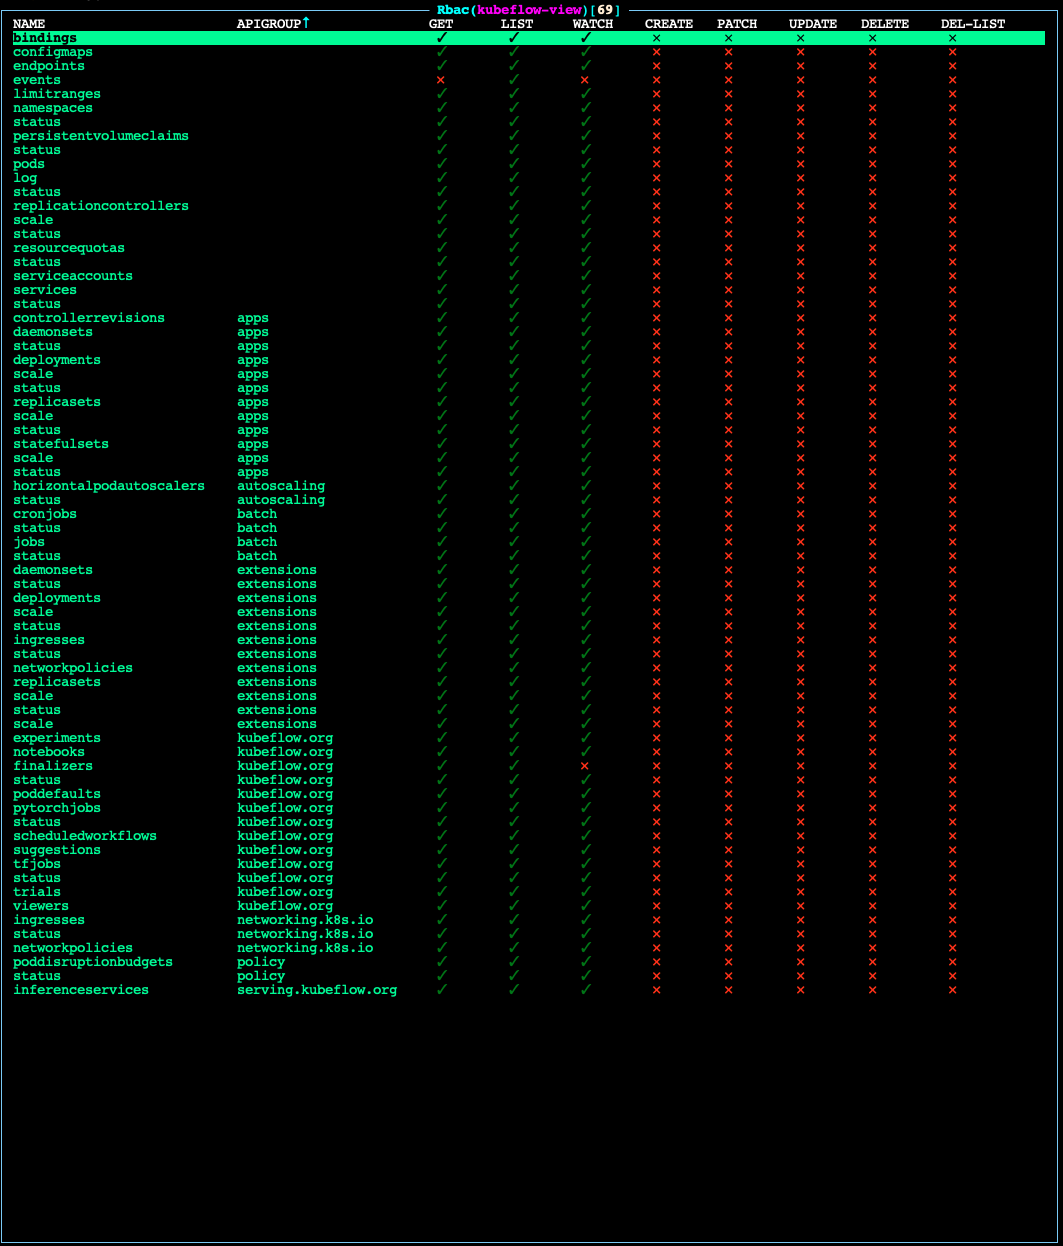 Rbac(kubeflow-view)[69]
NAME APIGROUP↑ GET LIST WATCH CREATE PATCH UPDATE DELETE DEL-LIST
bindings ✓ ✓ ✓ × × × × ×
configmaps ✓ ✓ ✓ × × × × ×
endpoints ✓ ✓ ✓ × × × × ×
events × ✓ × × × × × ×
limitranges ✓ ✓ ✓ × × × × ×
namespaces ✓ ✓ ✓ × × × × ×
status ✓ ✓ ✓ × × × × ×
persistentvolumeclaims ✓ ✓ ✓ × × × × ×
status ✓ ✓ ✓ × × × × ×
pods ✓ ✓ ✓ × × × × ×
log ✓ ✓ ✓ × × × × ×
status ✓ ✓ ✓ × × × × ×
replicationcontrollers ✓ ✓ ✓ × × × × ×
scale ✓ ✓ ✓ × × × × ×
status ✓ ✓ ✓ × × × × ×
resourcequotas ✓ ✓ ✓ × × × × ×
status ✓ ✓ ✓ × × × × ×
serviceaccounts ✓ ✓ ✓ × × × × ×
services ✓ ✓ ✓ × × × × ×
status ✓ ✓ ✓ × × × × ×
controllerrevisions apps ✓ ✓ ✓ × × × × ×
daemonsets apps ✓ ✓ ✓ × × × × ×
status apps ✓ ✓ ✓ × × × × ×
deployments apps ✓ ✓ ✓ × × × × ×
scale apps ✓ ✓ ✓ × × × × ×
status apps ✓ ✓ ✓ × × × × ×
replicasets apps ✓ ✓ ✓ × × × × ×
scale apps ✓ ✓ ✓ × × × × ×
status apps ✓ ✓ ✓ × × × × ×
statefulsets apps ✓ ✓ ✓ × × × × ×
scale apps ✓ ✓ ✓ × × × × ×
status apps ✓ ✓ ✓ × × × × ×
horizontalpodautoscalers autoscaling ✓ ✓ ✓ × × × × ×
status autoscaling ✓ ✓ ✓ × × × × ×
cronjobs batch ✓ ✓ ✓ × × × × ×
status batch ✓ ✓ ✓ × × × × ×
jobs batch ✓ ✓ ✓ × × × × ×
status batch ✓ ✓ ✓ × × × × ×
daemonsets extensions ✓ ✓ ✓ × × × × ×
status extensions ✓ ✓ ✓ × × × × ×
deployments extensions ✓ ✓ ✓ × × × × ×
scale extensions ✓ ✓ ✓ × × × × ×
status extensions ✓ ✓ ✓ × × × × ×
ingresses extensions ✓ ✓ ✓ × × × × ×
status extensions ✓ ✓ ✓ × × × × ×
networkpolicies extensions ✓ ✓ ✓ × × × × ×
replicasets extensions ✓ ✓ ✓ × × × × ×
scale extensions ✓ ✓ ✓ × × × × ×
status extensions ✓ ✓ ✓ × × × × ×
scale extensions ✓ ✓ ✓ × × × × ×
experiments kubeflow.org ✓ ✓ ✓ × × × × ×
notebooks kubeflow.org ✓ ✓ ✓ × × × × ×
finalizers kubeflow.org ✓ ✓ × × × × × ×
status kubeflow.org ✓ ✓ ✓ × × × × ×
poddefaults kubeflow.org ✓ ✓ ✓ × × × × ×
pytorchjobs kubeflow.org ✓ ✓ ✓ × × × × ×
status kubeflow.org ✓ ✓ ✓ × × × × ×
scheduledworkflows kubeflow.org ✓ ✓ ✓ × × × × ×
suggestions kubeflow.org ✓ ✓ ✓ × × × × ×
tfjobs kubeflow.org ✓ ✓ ✓ × × × × ×
status kubeflow.org ✓ ✓ ✓ × × × × ×
trials kubeflow.org ✓ ✓ ✓ × × × × ×
viewers kubeflow.org ✓ ✓ ✓ × × × × ×
ingresses networking.k8s.io ✓ ✓ ✓ × × × × ×
status networking.k8s.io ✓ ✓ ✓ × × × × ×
networkpolicies networking.k8s.io ✓ ✓ ✓ × × × × ×
poddisruptionbudgets policy ✓ ✓ ✓ × × × × ×
status policy ✓ ✓ ✓ × × × × ×
inferenceservices serving.kubeflow.org ✓ ✓ ✓ × × × × ×